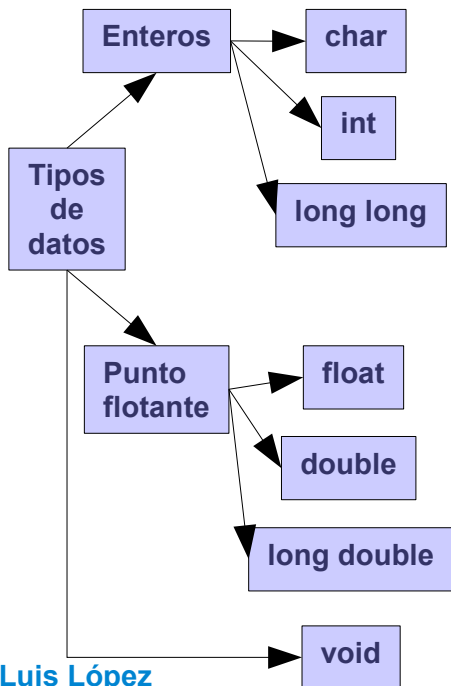 Enteros
char
int
Tipos
de
datos
long long
Punto
flotante
float
double
long double
void
Luis López